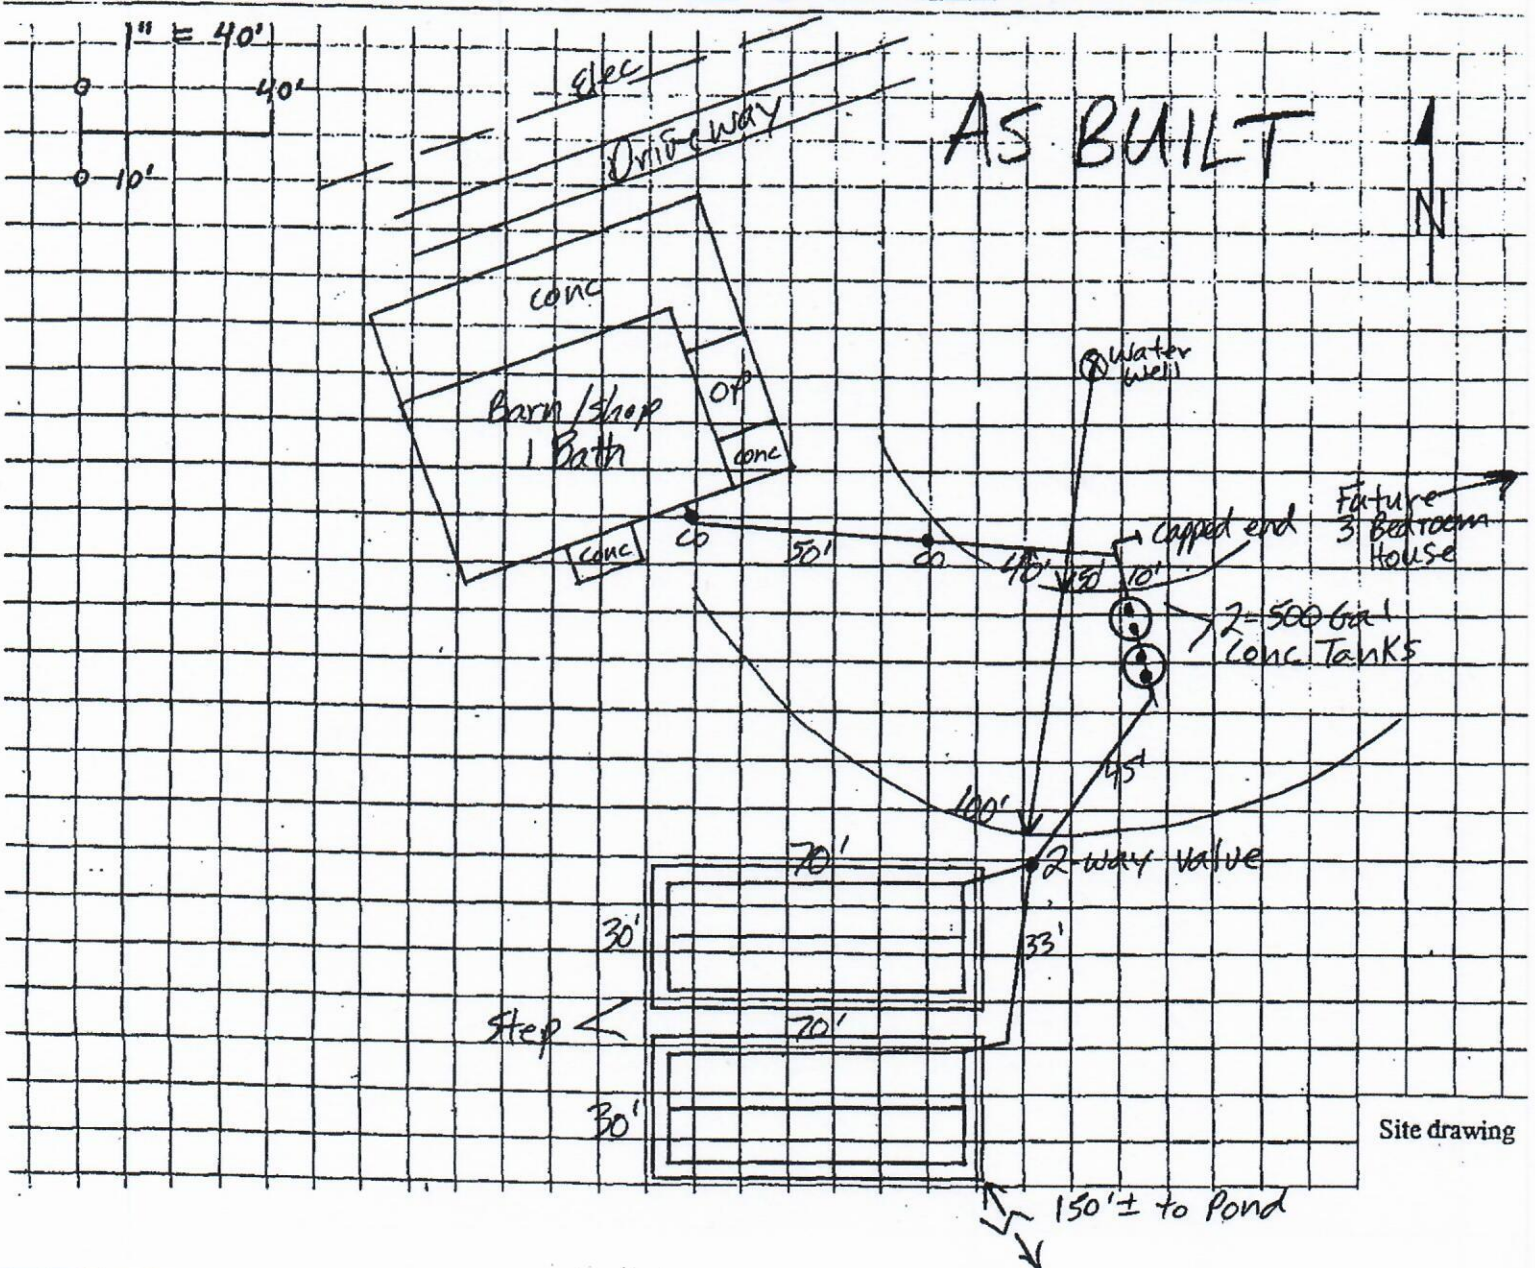 1" = 40'
40'
10'
Elec
Driveway
AS BUILT
N
conc
Barn/shop
1 Bath
OP
conc
conc
Water
Well
co
50'
co
40'
50'
10'
capped end
Future
3 Bedroom
House
2-500 Gal
Conc Tanks
45'
100'
2-way valve
70'
30'
33'
Step
70'
30'
Site drawing
150'± to Pond